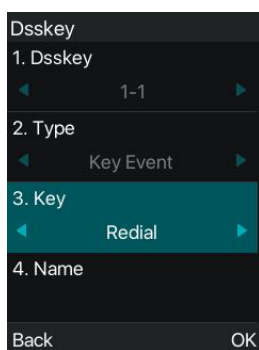 Dsskey
1. Dsskey
1-1
2. Type
Key Event
3. Key
Redial
4. Name
Back OK